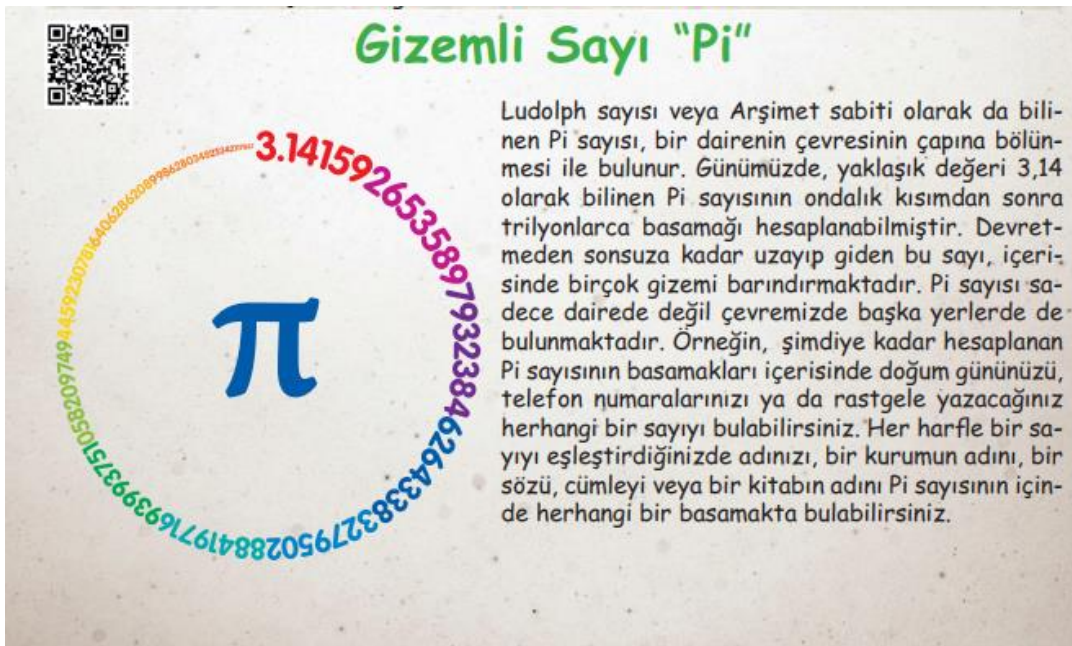 Gizemli Sayı “Pi”
Ludolph sayısı veya Arşimet sabiti olarak da bili-
nen Pi sayısı, bir dairenin çevresinin çapına bölün-
mesi ile bulunur. Günümüzde, yaklaşık değeri 3,14
olarak bilinen Pi sayısının ondalık kısımdan sonra
trilyonlarca basamağı hesaplanabilmiştir. Devret-
meden sonsuza kadar uzayıp giden bu sayı, içeri-
sinde birçok gizemi barındırmaktadır. Pi sayısı sa-
dece dairede değil çevremizde başka yerlerde de
bulunmaktadır. Örneğin, şimdiye kadar hesaplanan
Pi sayısının basamakları içerisinde doğum gününüzü,
telefon numaralarınızı ya da rastgele yazacağınız
herhangi bir sayıyı bulabilirsiniz. Her harfle bir sa-
yıyı eşleştirdiğinizde adınızı, bir kurumun adını, bir
sözü, cümleyi veya bir kitabın adını Pi sayısının için-
de herhangi bir basamakta bulabilirsiniz.
3.14159265358979323846264338327950288419716939937510582097494459230781640628620899862803482534211
π